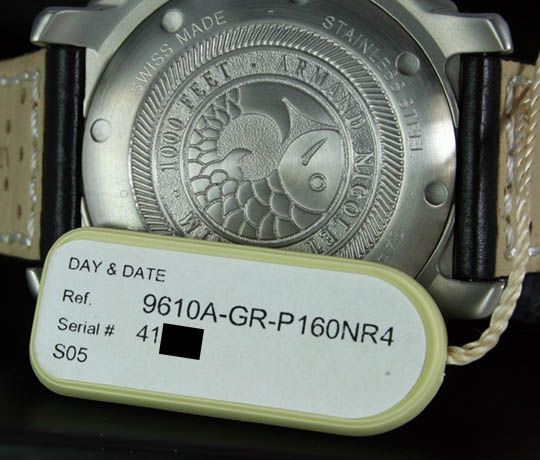 SWISS MADE
STAINLESS STEEL
1000 FEET - ARMAND NICOLET
DAY & DATE
Ref. 9610A-GR-P160NR4
Serial # 41
S05